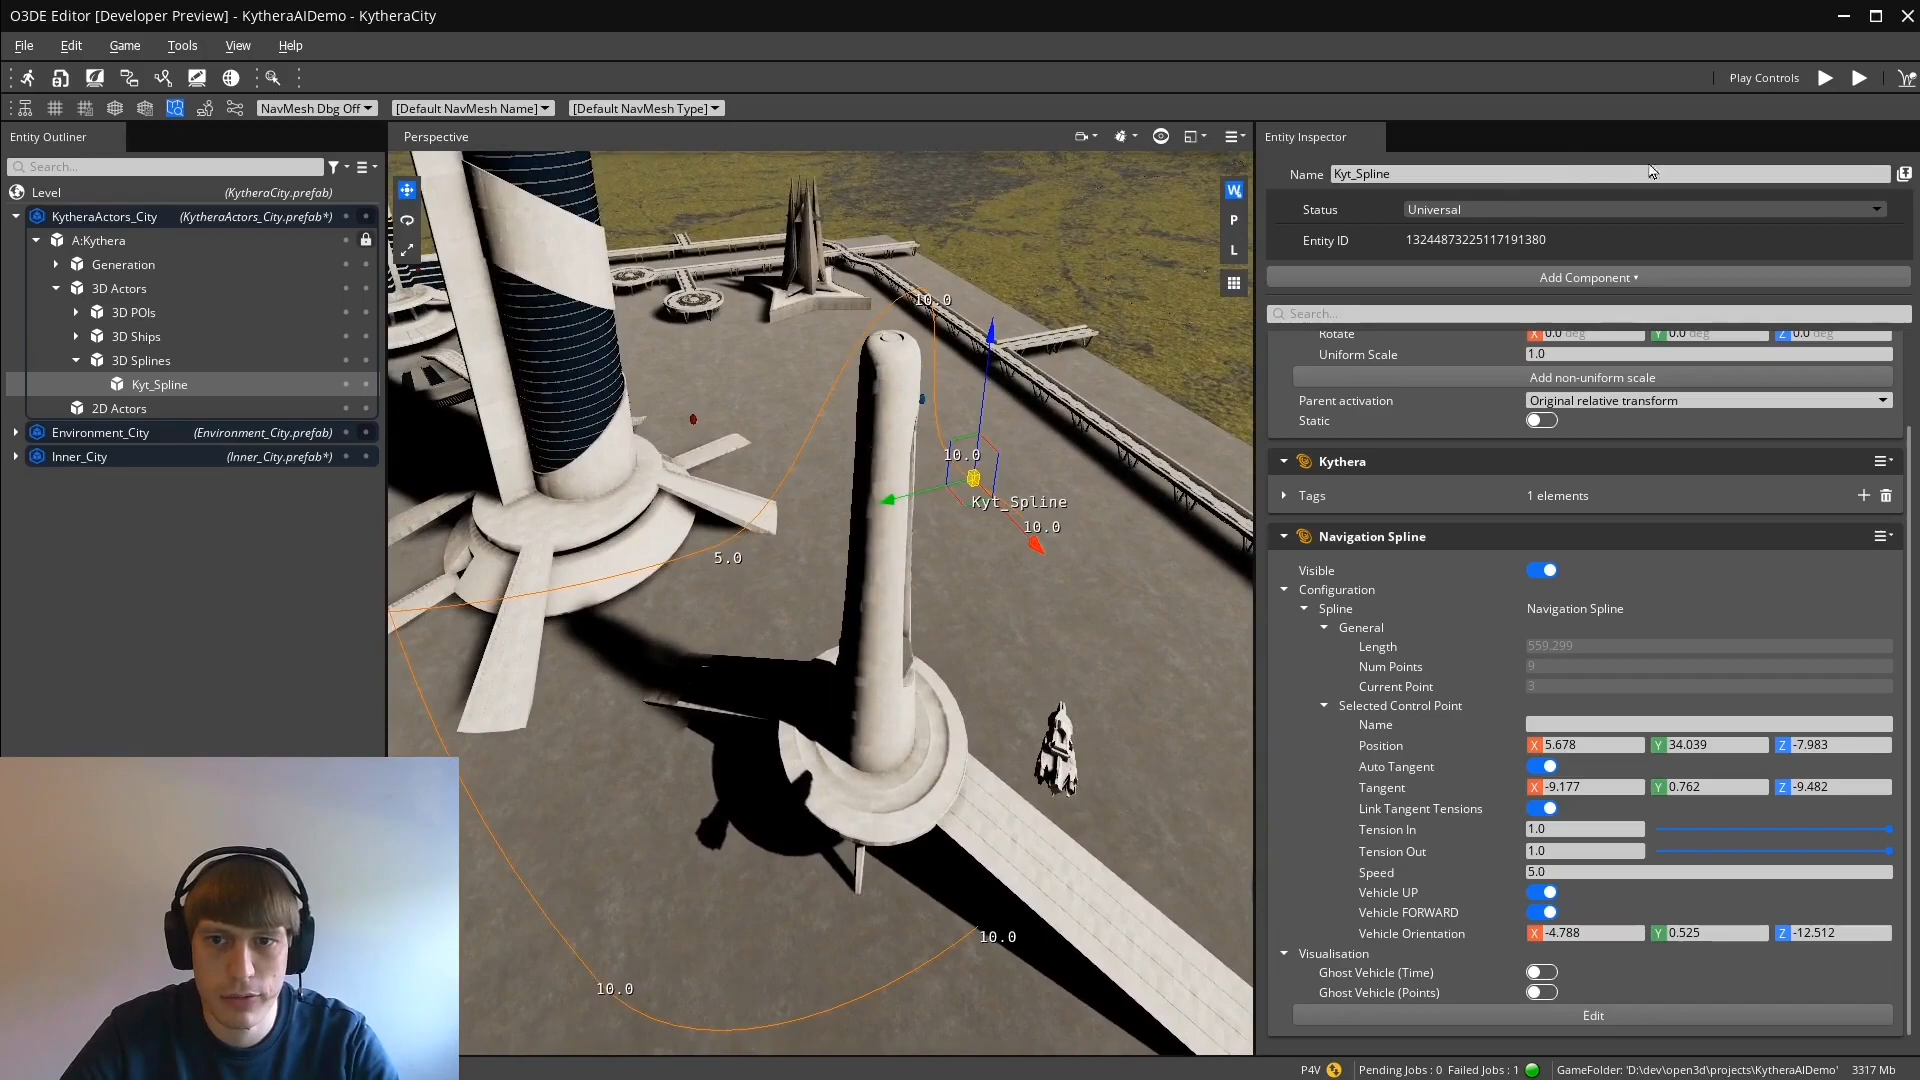 O3DE Editor [Developer Preview] - KytheraAIDemo - KytheraCity
File Edit Game Tools View Help
Play Controls
NavMesh Dbg Off [Default NavMesh Name] [Default NavMesh Type]
Entity Outliner
Search...
Level (KytheraCity.prefab)
KytheraActors_City (KytheraActors_City.prefab*)
A:Kythera
Generation
3D Actors
3D POIs
3D Ships
3D Splines
Kyt_Spline
2D Actors
Environment_City (Environment_City.prefab)
Inner_City (Inner_City.prefab*)
Perspective
W
P
L
10.0
10.0
Kyt_Spline
10.0
5.0
10.0
10.0
Entity Inspector
Name Kyt_Spline
Status Universal
Entity ID 13244873225117191380
Add Component
Search...
Rotate X 0.0 deg Y 0.0 deg Z 0.0 deg
Uniform Scale 1.0
Add non-uniform scale
Parent activation Original relative transform
Static
Kythera
Tags 1 elements
Navigation Spline
Visible
Configuration
Spline Navigation Spline
General
Length 559.299
Num Points 9
Current Point 3
Selected Control Point
Name
Position X 5.678 Y 34.039 Z -7.983
Auto Tangent
Tangent X -9.177 Y 0.762 Z -9.482
Link Tangent Tensions
Tension In 1.0
Tension Out 1.0
Speed 5.0
Vehicle UP
Vehicle FORWARD
Vehicle Orientation X -4.788 Y 0.525 Z -12.512
Visualisation
Ghost Vehicle (Time)
Ghost Vehicle (Points)
Edit
P4V Pending Jobs : 0 Failed Jobs : 1 GameFolder: 'D:\dev\open3d\projects\KytheraAIDemo' 3317 Mb